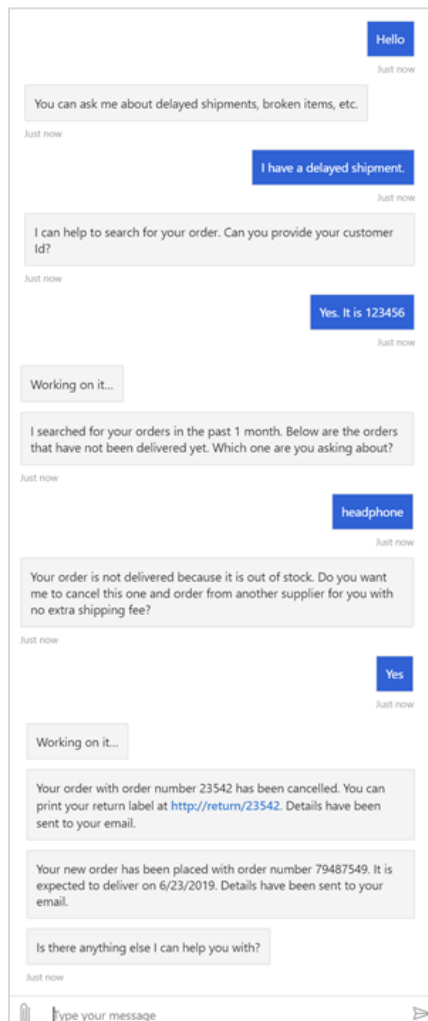 Hello
Just now
You can ask me about delayed shipments, broken items, etc.
Just now
I have a delayed shipment.
Just now
I can help to search for your order. Can you provide your customer
Id?
Just now
Yes. It is 123456
Just now
Working on it...
I searched for your orders in the past 1 month. Below are the orders
that have not been delivered yet. Which one are you asking about?
Just now
headphone
Just now
Your order is not delivered because it is out of stock. Do you want
me to cancel this one and order from another supplier for you with
no extra shipping fee?
Just now
Yes
Just now
Working on it...
Your order with order number 23542 has been cancelled. You can
print your return label at http://return/23542. Details have been
sent to your email.
Your new order has been placed with order number 79487549. It is
expected to deliver on 6/23/2019. Details have been sent to your
email.
Is there anything else I can help you with?
Just now
Type your message